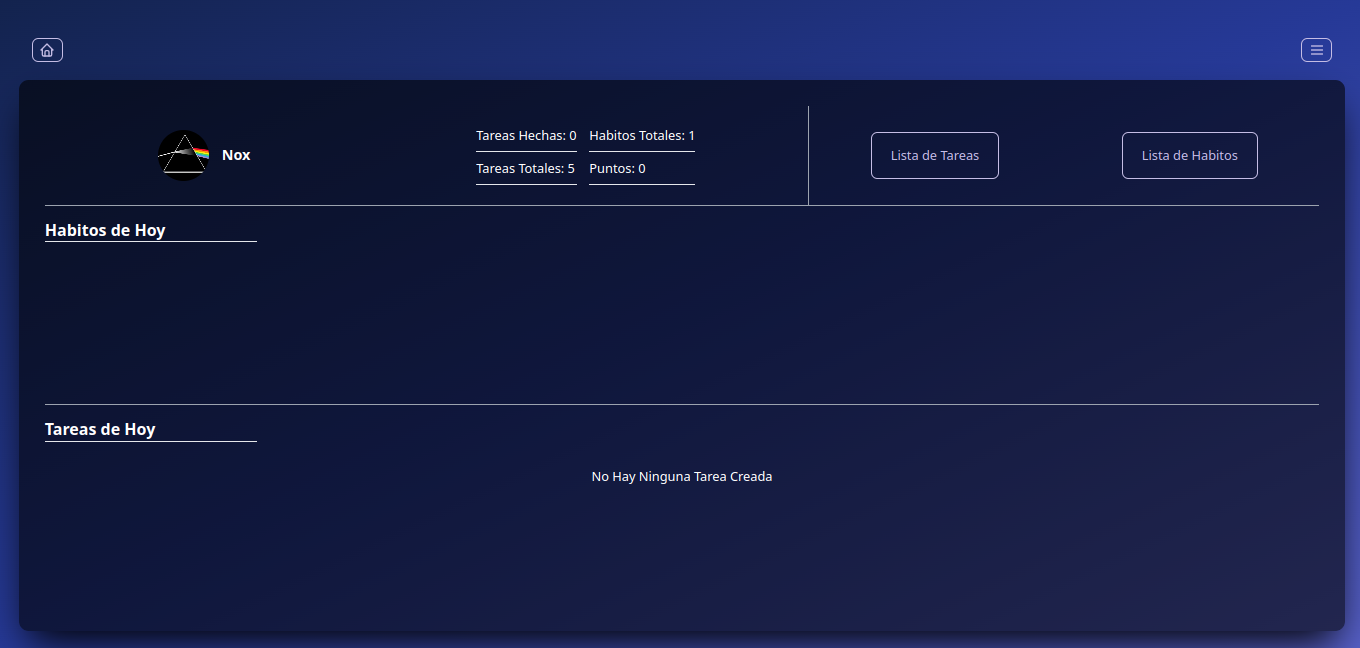 Nox
Tareas Hechas: 0
Habitos Totales: 1
Tareas Totales: 5
Puntos: 0
Lista de Tareas
Lista de Habitos
Habitos de Hoy
Tareas de Hoy
No Hay Ninguna Tarea Creada